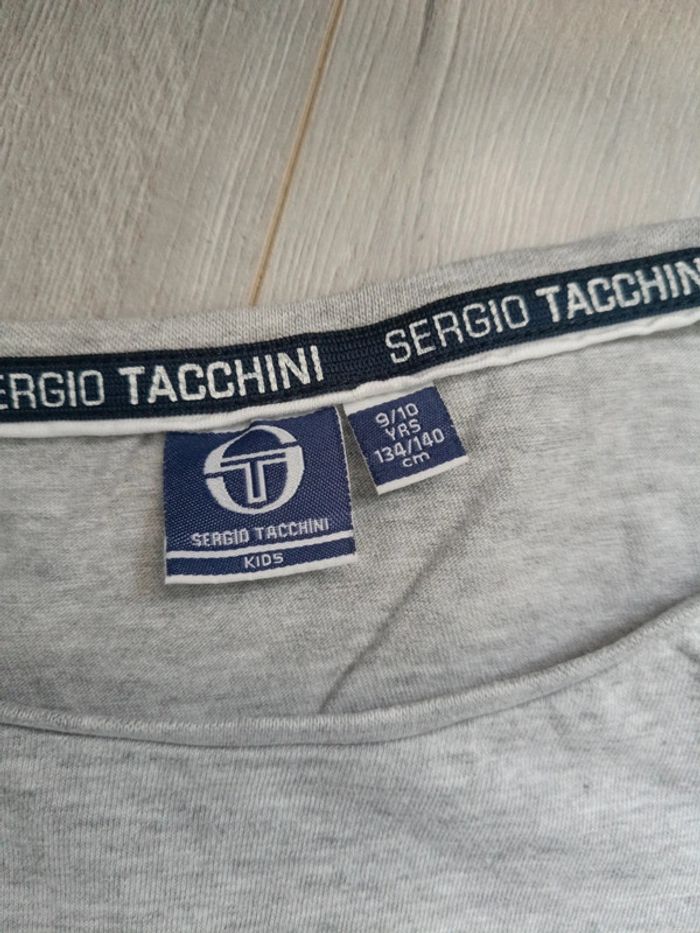 ERGIO TACCHINI SERGIO TACCHIN
SERGIO TACCHINI
KIDS
9/10
YRS
134/140
cm